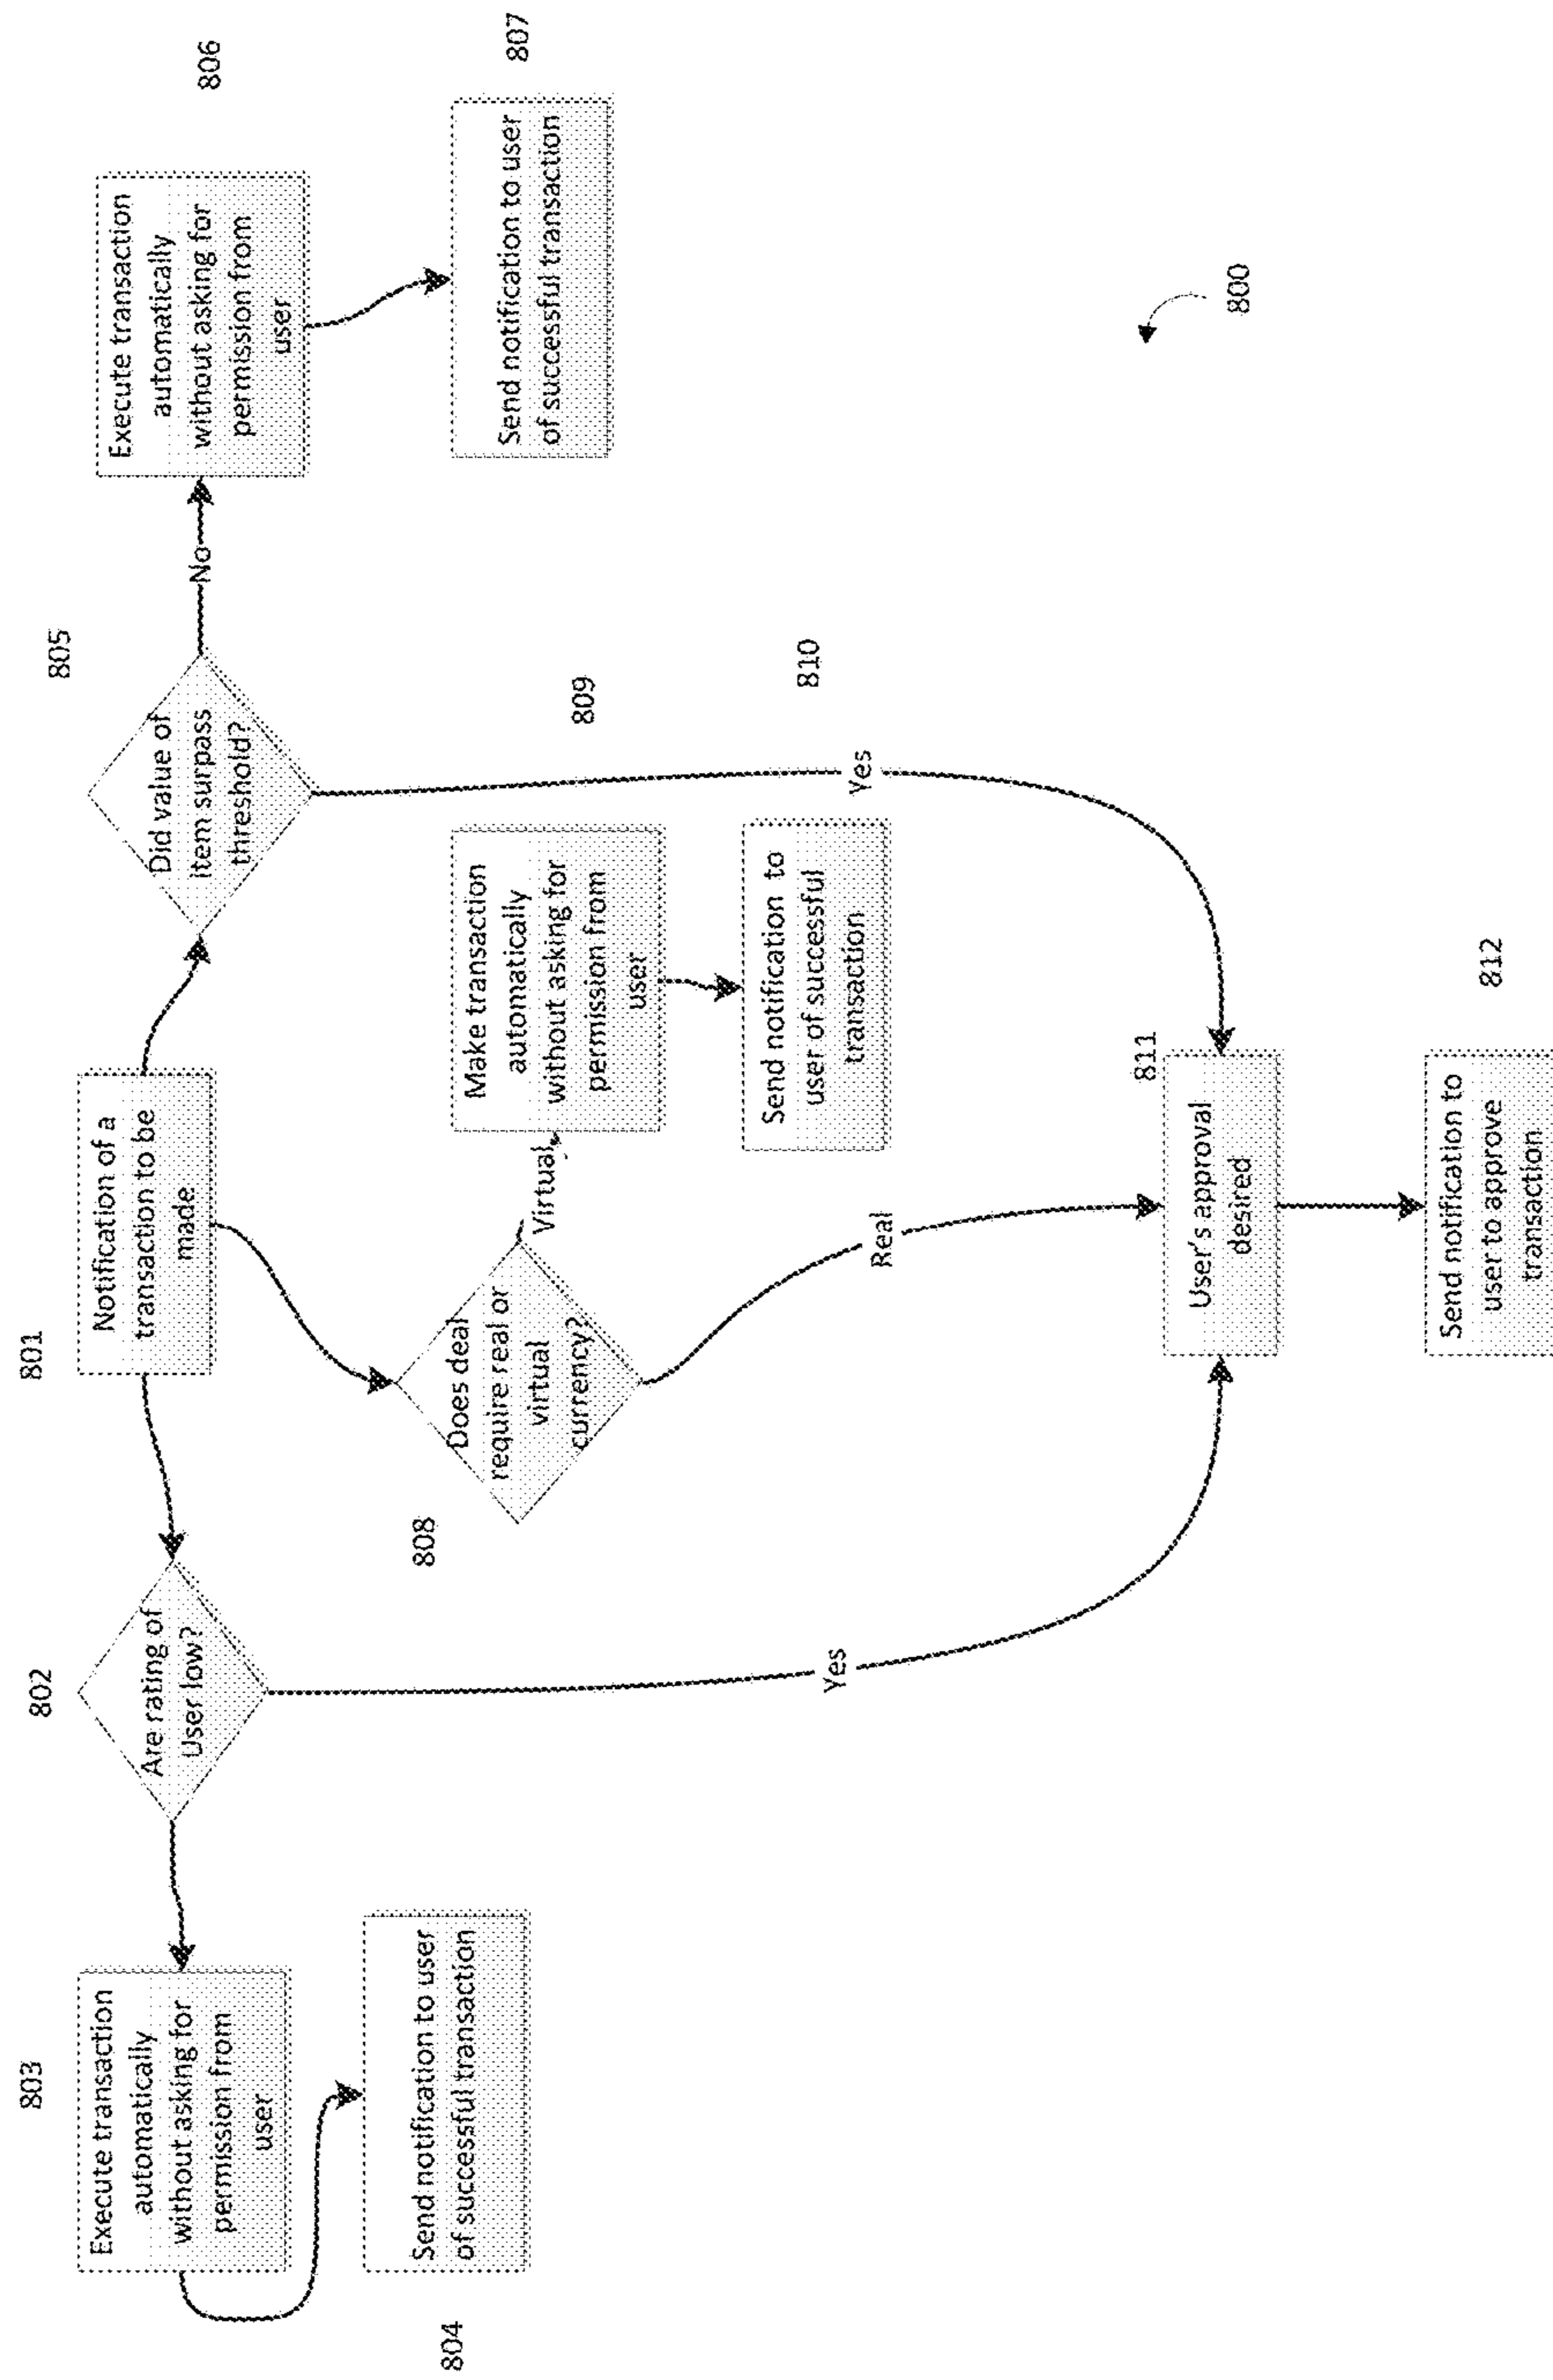 801
Notification of a
transaction to be
made
802
Are rating of
User low?
803
Execute transaction
automatically
without asking for
permission from
user
804
Send notification to user
of successful transaction
Yes
805
Did value of
item surpass
threshold?
No
806
Execute transaction
automatically
without asking for
permission from
user
807
Send notification to user
of successful transaction
Yes
808
Does deal
require real or
virtual
currency?
Virtual
809
Make transaction
automatically
without asking for
permission from
user
810
Send notification to
user of successful
transaction
Real
811
User's approval
desired
812
Send notification to
user to approve
transaction
800